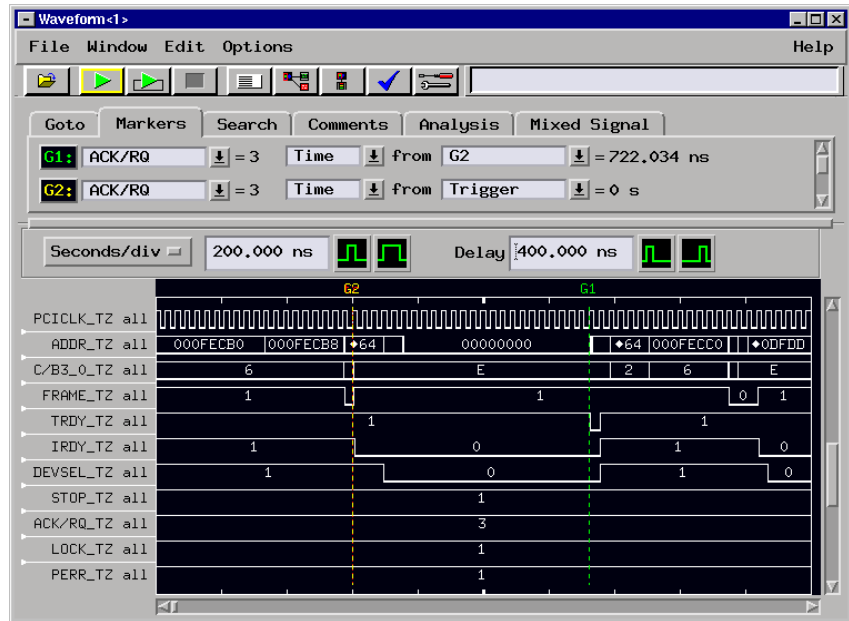 Waveform<1>
File Window Edit Options Help
Goto Markers Search Comments Analysis Mixed Signal
G1: ACK/RQ = 3 Time from G2 = 722.034 ns
G2: ACK/RQ = 3 Time from Trigger = 0 s
Seconds/div 200.000 ns Delay 400.000 ns
G2 G1
PCICLK_TZ all
ADDR_TZ all 000FECB0 000FECB8 ◆64 00000000 ◆64 000FECC0 ◆0DFDD
C/B3_0_TZ all 6 E 2 6 E
FRAME_TZ all 1 1 0 1
TRDY_TZ all 1 1
IRDY_TZ all 1 0 1 0
DEVSEL_TZ all 1 0 1 0
STOP_TZ all 1
ACK/RQ_TZ all 3
LOCK_TZ all 1
PERR_TZ all 1